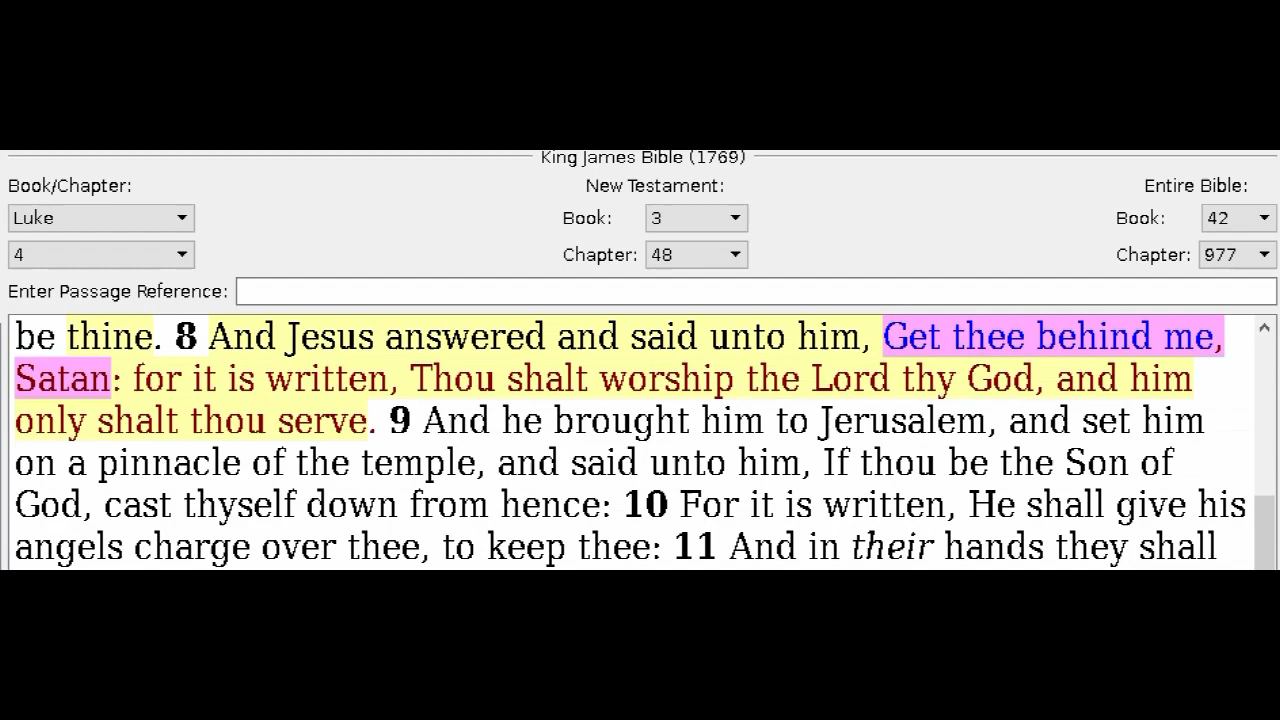 King James Bible (1769)
Book/Chapter: New Testament: Entire Bible:
Luke Book: 3 Book: 42
4 Chapter: 48 Chapter: 977
Enter Passage Reference:
be thine. 8 And Jesus answered and said unto him, Get thee behind me,
Satan: for it is written, Thou shalt worship the Lord thy God, and him
only shalt thou serve. 9 And he brought him to Jerusalem, and set him
on a pinnacle of the temple, and said unto him, If thou be the Son of
God, cast thyself down from hence: 10 For it is written, He shall give his
angels charge over thee, to keep thee: 11 And in their hands they shall